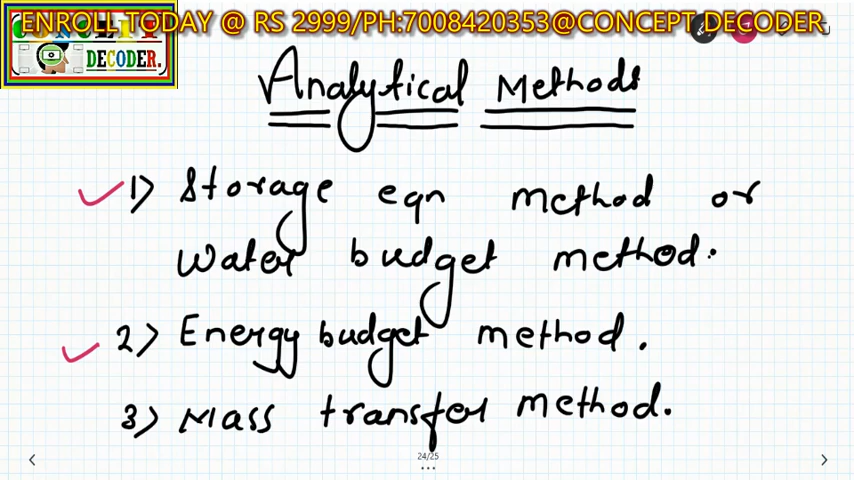 ENROLL TODAY @ RS 2999/PH:7008420353@CONCEPT DECODER
DECODER.
Analytical Methods
1) Storage eqn method or
Water budget method.
2) Energy budget method.
3) Mass transfer method.
24/25